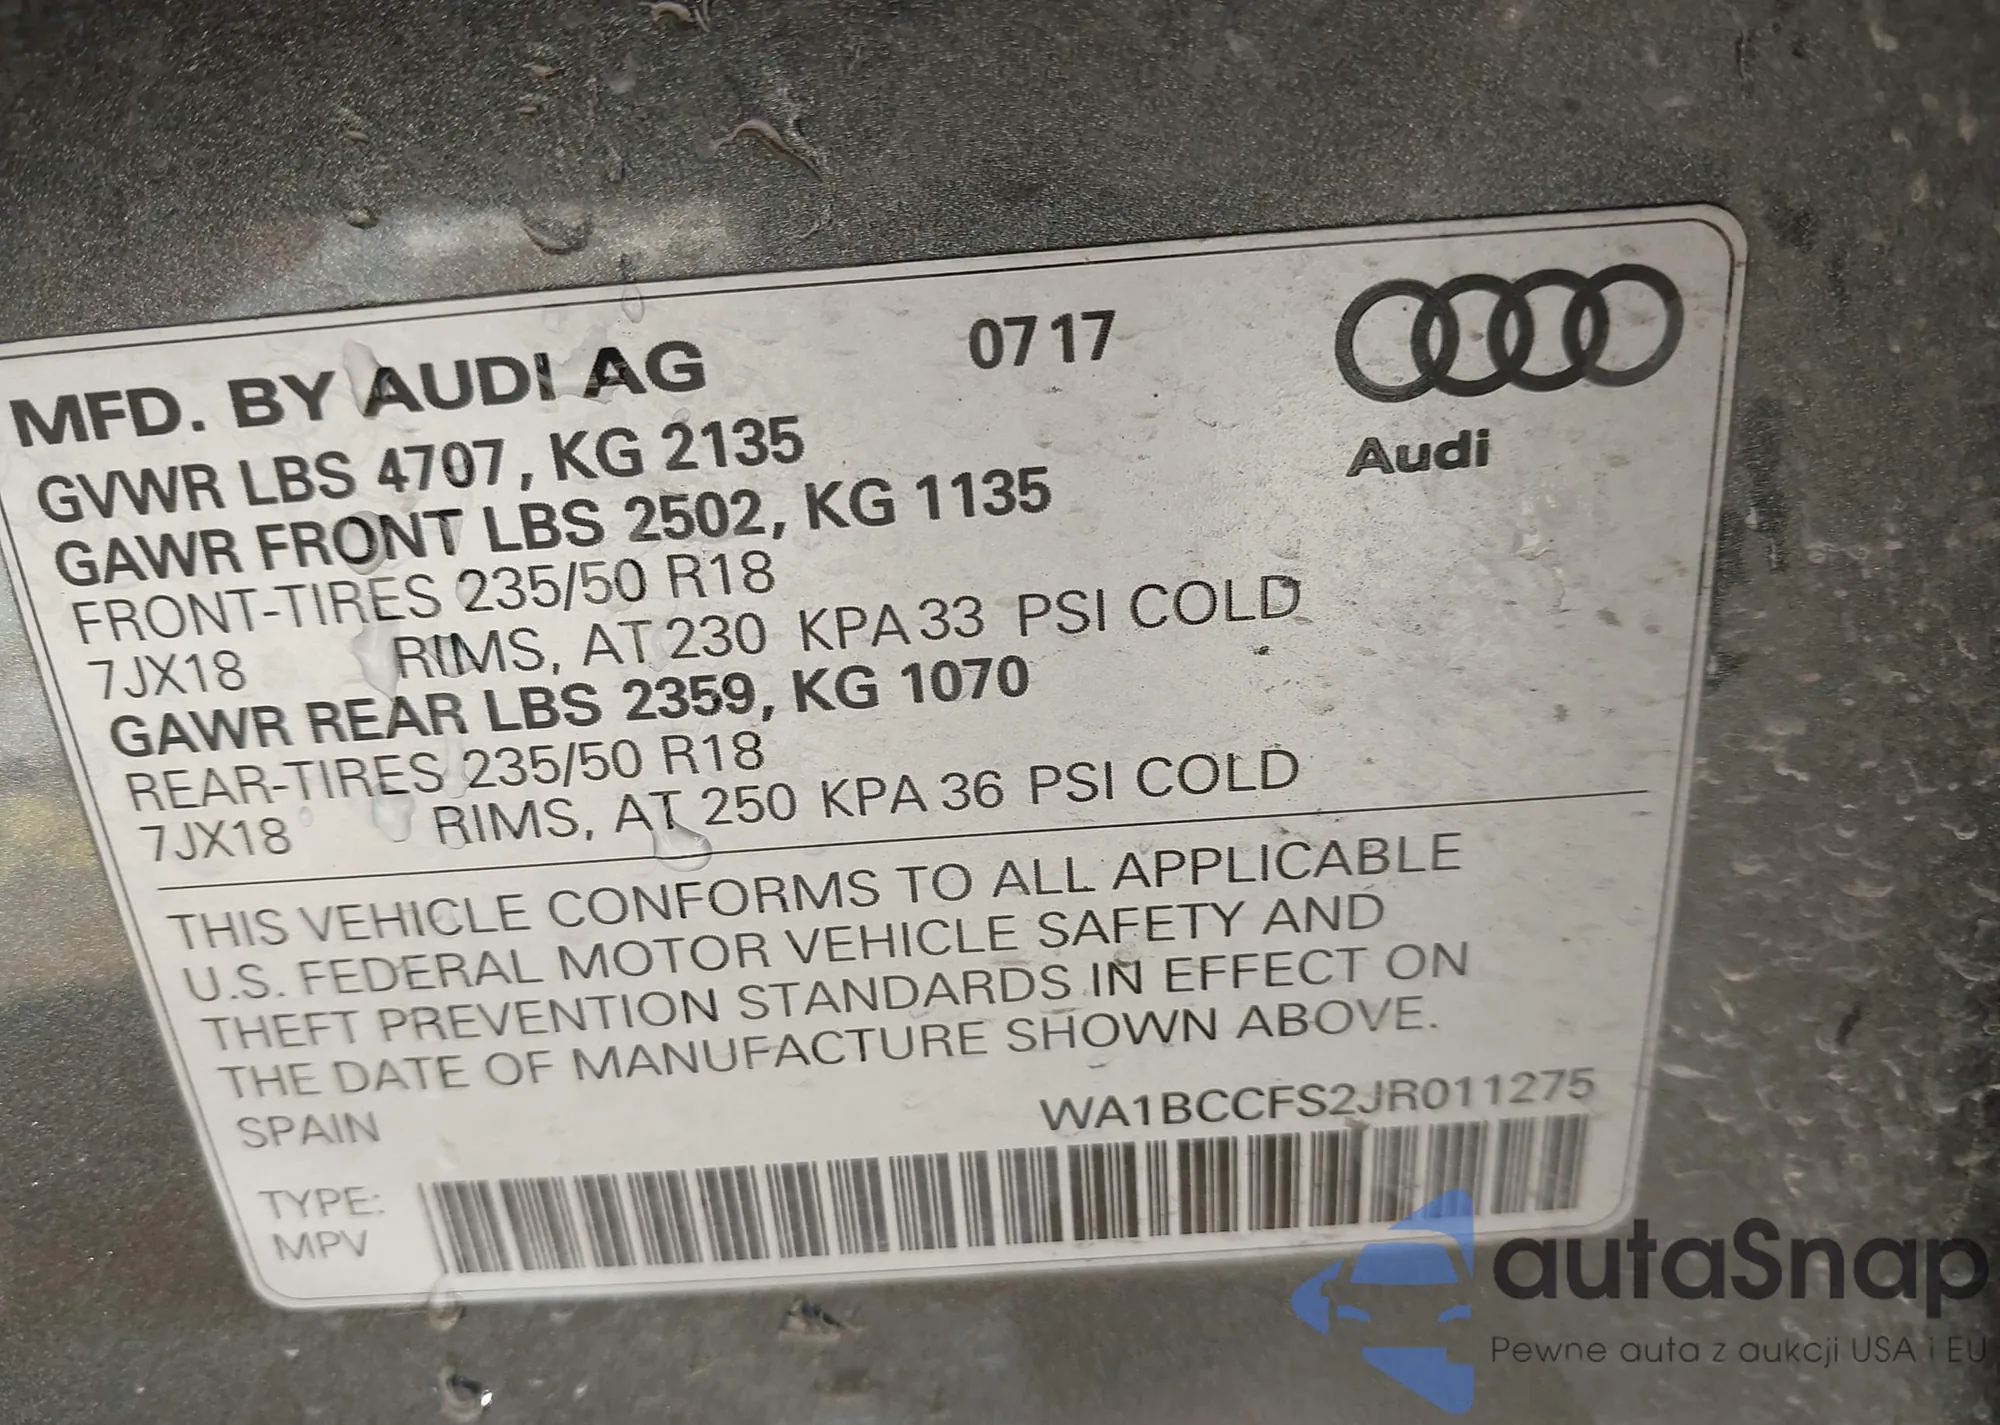 MFD. BY AUDI AG 07 17
GVWR LBS 4707, KG 2135
GAWR FRONT LBS 2502, KG 1135
FRONT-TIRES 235/50 R18
7JX18 RIMS, AT 230 KPA 33 PSI COLD
GAWR REAR LBS 2359, KG 1070
REAR-TIRES 235/50 R18
7JX18 RIMS, AT 250 KPA 36 PSI COLD
Audi
THIS VEHICLE CONFORMS TO ALL APPLICABLE
U.S. FEDERAL MOTOR VEHICLE SAFETY AND
THEFT PREVENTION STANDARDS IN EFFECT ON
THE DATE OF MANUFACTURE SHOWN ABOVE.
SPAIN WA1BCCFS2JR011275
TYPE:
MPV
autaSnap
Pewne auta z aukcji USA i EU